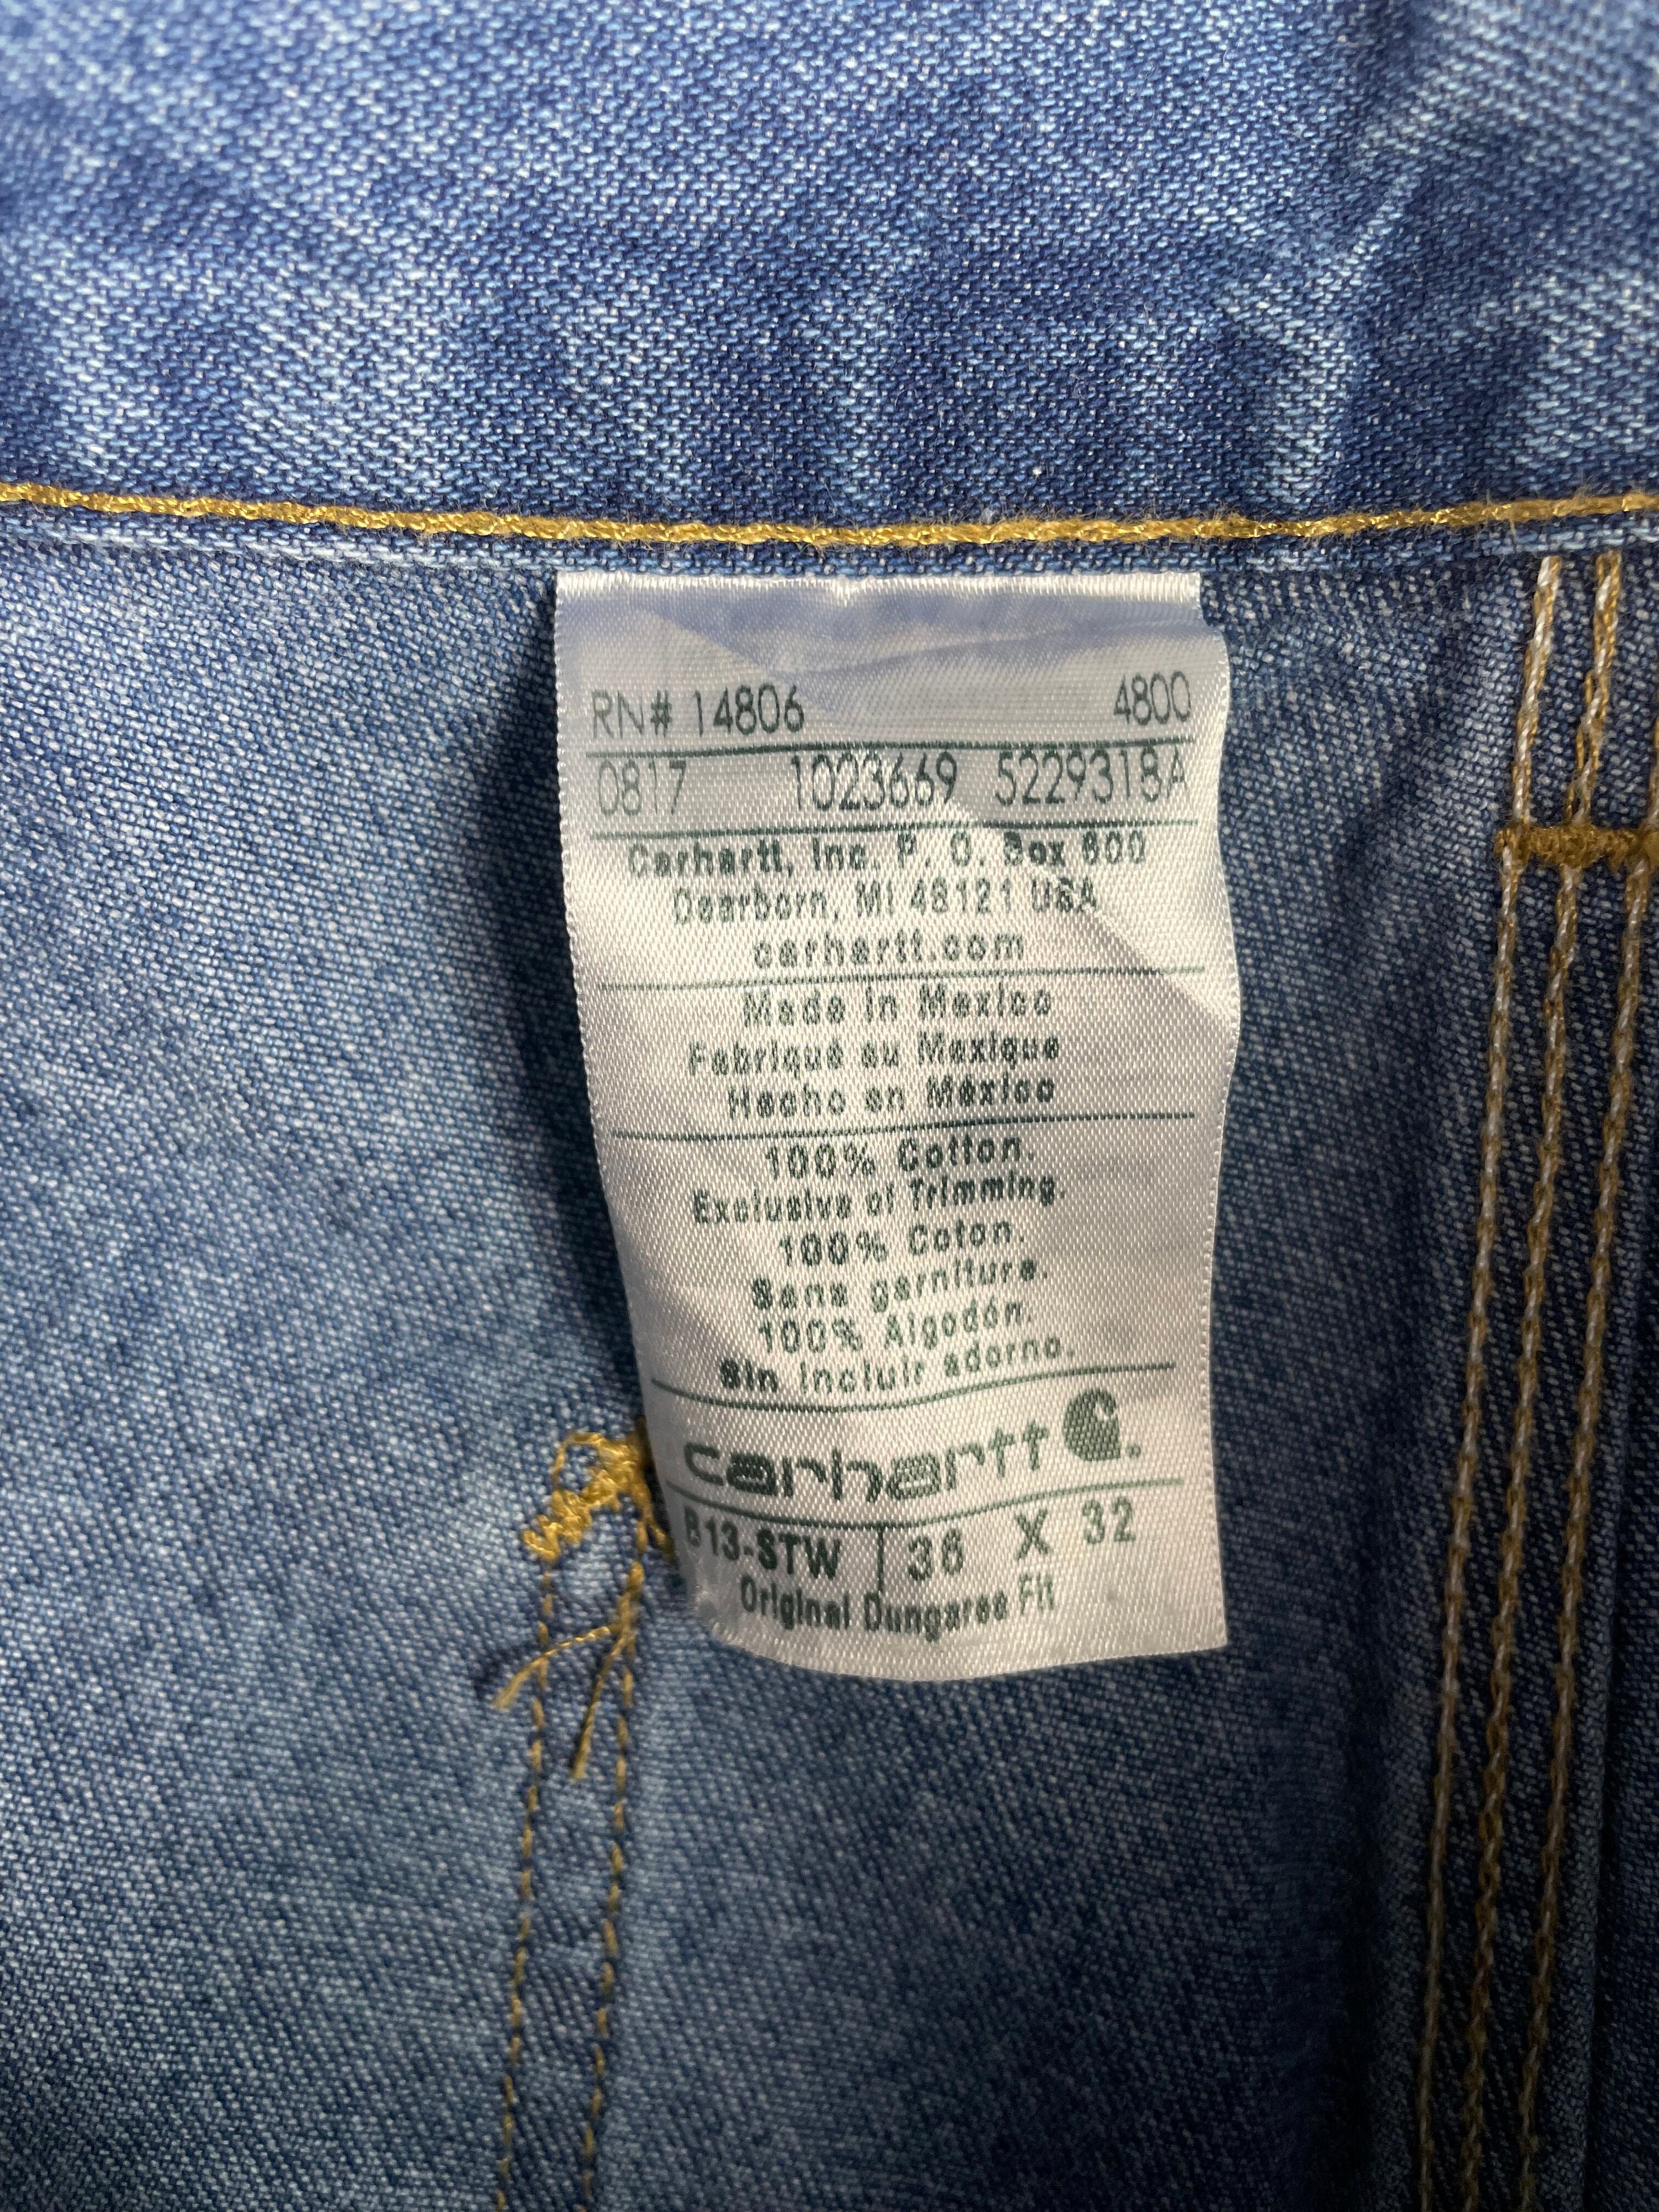 RN# 14806 4800
0817 1023669 5229318A
Carhartt, Inc. P. O. Box 600
Dearborn, MI 48121 USA
carhartt.com
Made in Mexico
Fabriqué au Mexique
Hecho en México
100% Cotton.
Exclusive of Trimming.
100% Coton.
Sans garniture.
100% Algodón.
Sin incluir adorno.
carhartt
B13-STW 36 X 32
Original Dungaree Fit